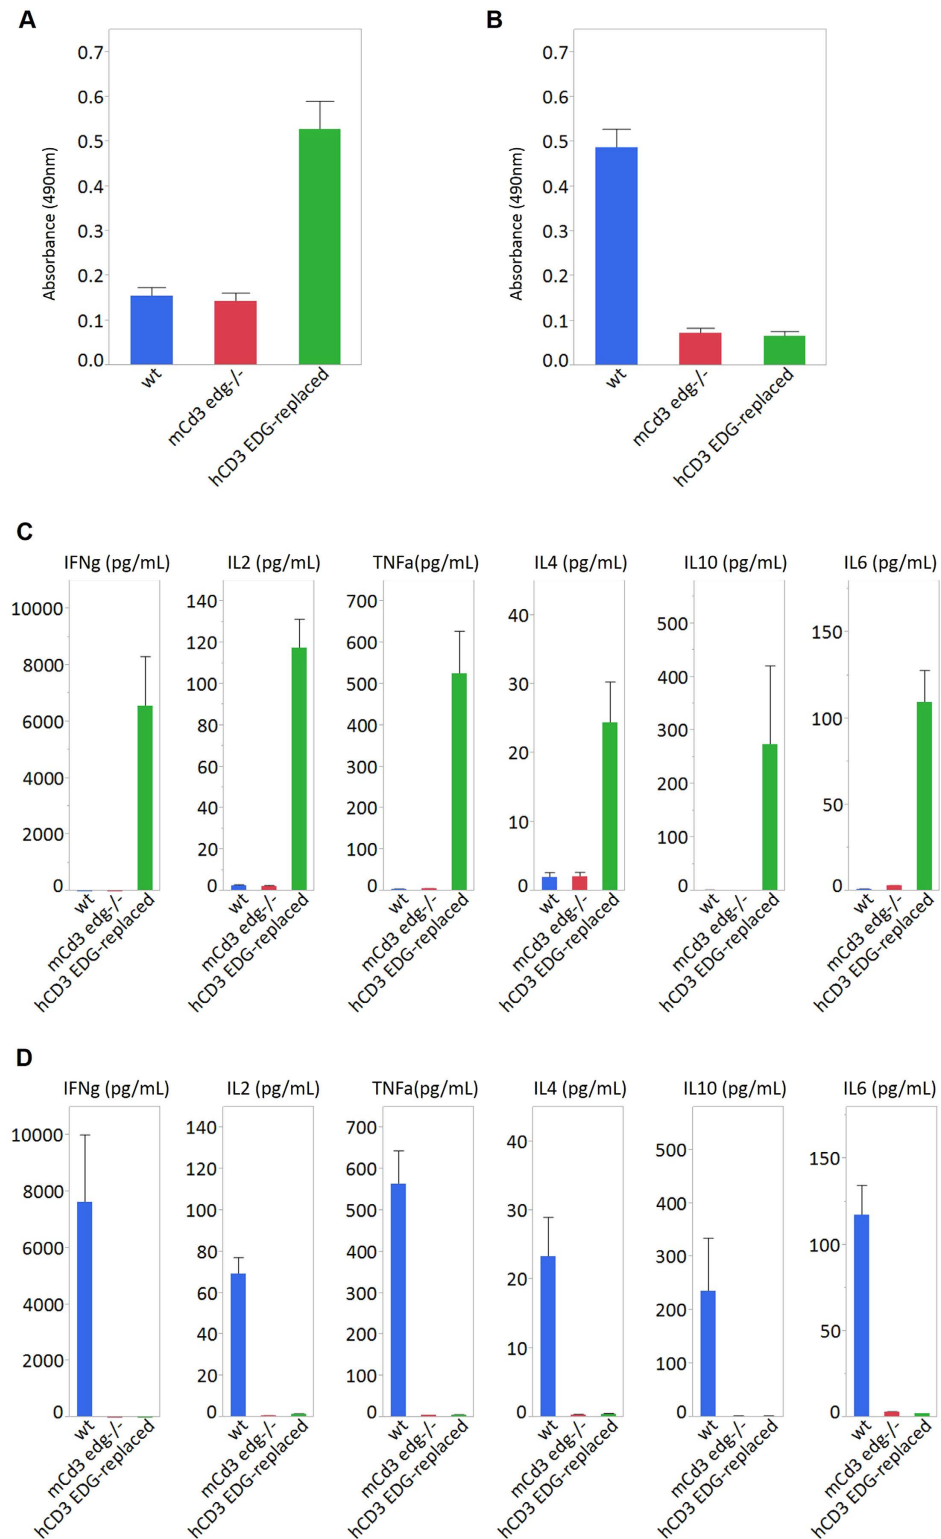 A
B
0.7
0.6
0.5
0.4
0.3
0.2
0.1
0.0
Absorbance (490nm)
wt
mCd3 edg-/-
hCD3 EDG-replaced
0.7
0.6
0.5
0.4
0.3
0.2
0.1
0.0
Absorbance (490nm)
wt
mCd3 edg-/-
hCD3 EDG-replaced
C
IFNg (pg/mL)
10000
8000
6000
4000
2000
0
wt
mCd3 edg-/-
hCD3 EDG-replaced
IL2 (pg/mL)
140
120
100
80
60
40
20
0
wt
mCd3 edg-/-
hCD3 EDG-replaced
TNFa(pg/mL)
700
600
500
400
300
200
100
0
wt
mCd3 edg-/-
hCD3 EDG-replaced
IL4 (pg/mL)
40
30
20
10
0
wt
mCd3 edg-/-
hCD3 EDG-replaced
IL10 (pg/mL)
500
400
300
200
100
0
wt
mCd3 edg-/-
hCD3 EDG-replaced
IL6 (pg/mL)
150
100
50
0
wt
mCd3 edg-/-
hCD3 EDG-replaced
D
IFNg (pg/mL)
10000
8000
6000
4000
2000
0
wt
mCd3 edg-/-
hCD3 EDG-replaced
IL2 (pg/mL)
140
120
100
80
60
40
20
0
wt
mCd3 edg-/-
hCD3 EDG-replaced
TNFa(pg/mL)
700
600
500
400
300
200
100
0
wt
mCd3 edg-/-
hCD3 EDG-replaced
IL4 (pg/mL)
40
30
20
10
0
wt
mCd3 edg-/-
hCD3 EDG-replaced
IL10 (pg/mL)
500
400
300
200
100
0
wt
mCd3 edg-/-
hCD3 EDG-replaced
IL6 (pg/mL)
150
100
50
0
wt
mCd3 edg-/-
hCD3 EDG-replaced